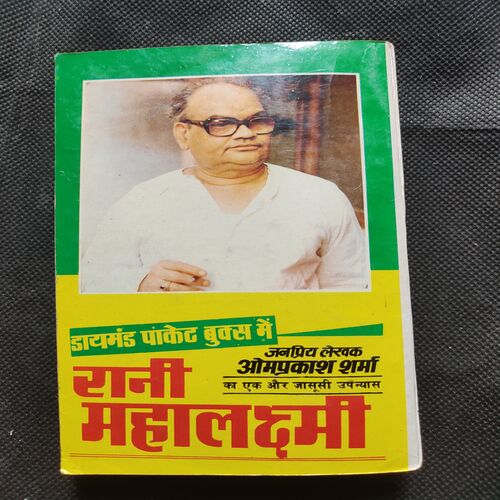 डायमंड पाकेट बुक्स में
जनप्रिय लेखक
ओमप्रकाश शर्मा
का एक और जासूसी उपन्यास
रानी
महालक्ष्मी